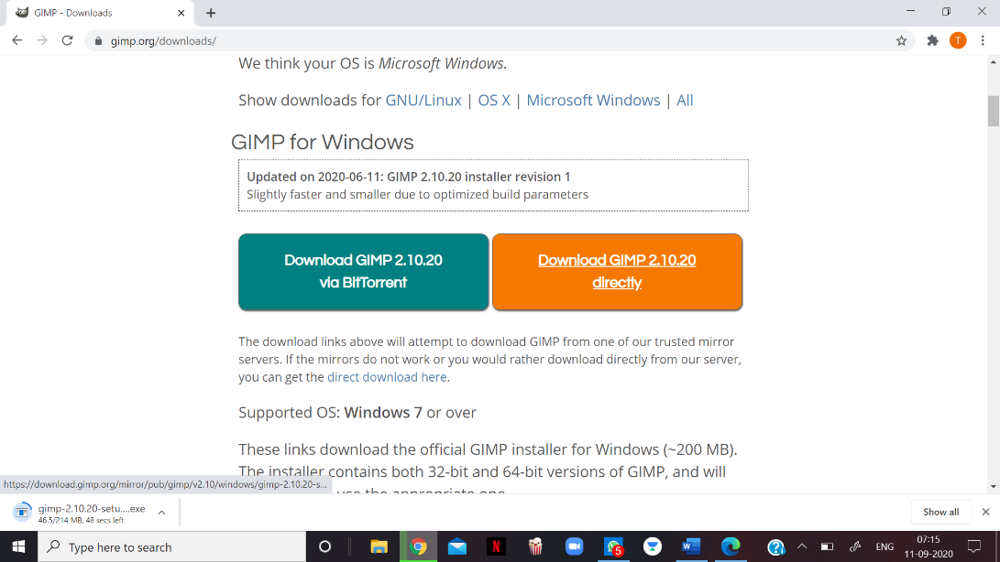 GIMP - Downloads
gimp.org/downloads/
T
We think your OS is Microsoft Windows.
Show downloads for GNU/Linux | OS X | Microsoft Windows | All
GIMP for Windows
Updated on 2020-06-11: GIMP 2.10.20 installer revision 1
Slightly faster and smaller due to optimized build parameters
Download GIMP 2.10.20
via BitTorrent
Download GIMP 2.10.20
directly
The download links above will attempt to download GIMP from one of our trusted mirror
servers. If the mirrors do not work or you would rather download directly from our server,
you can get the direct download here.
Supported OS: Windows 7 or over
These links download the official GIMP installer for Windows (~200 MB).
The installer contains both 32-bit and 64-bit versions of GIMP, and will
use the appropriate one.
https://download.gimp.org/mirror/pub/gimp/v2.10/windows/gimp-2.10.20-s...
gimp-2.10.20-setu....exe
46.5/214 MB, 48 secs left
Show all
Type here to search
N
5
W
ENG
07:15
11-09-2020